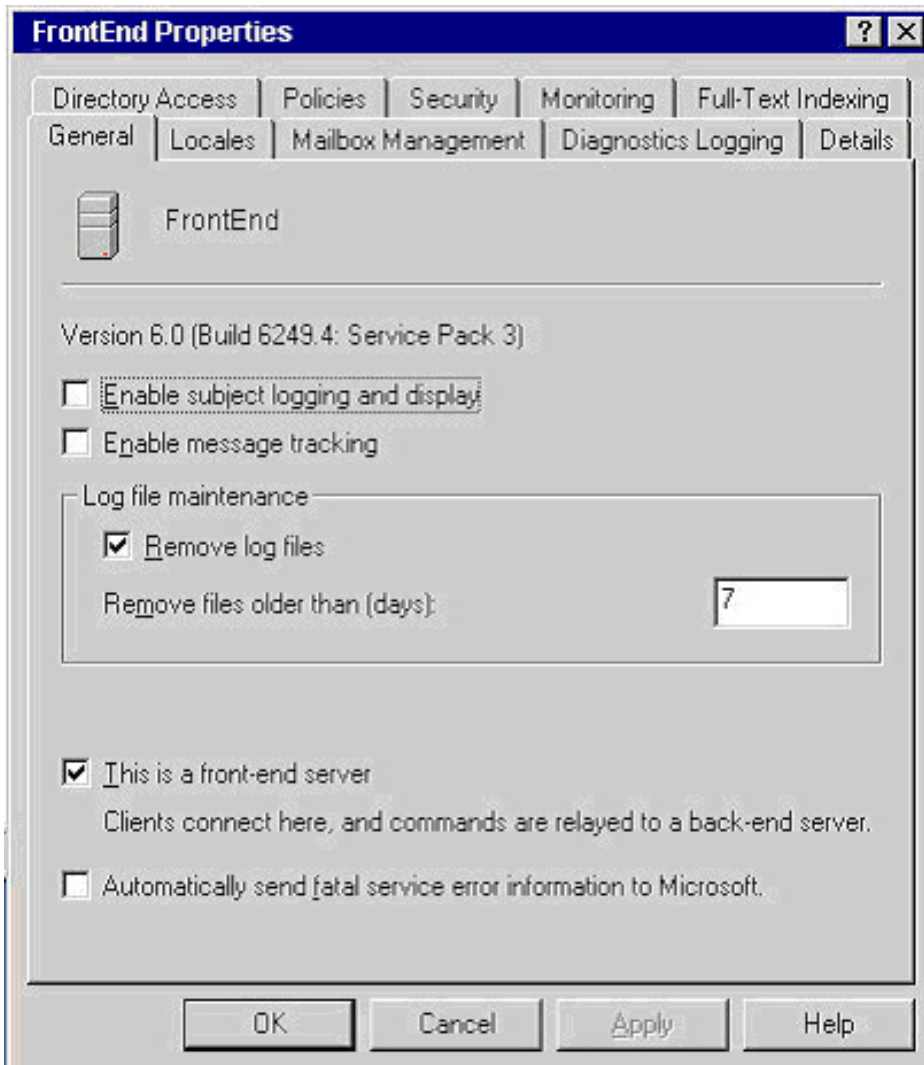 FrontEnd Properties
Directory Access Policies Security Monitoring Full-Text Indexing
General Locales Mailbox Management Diagnostics Logging Details
FrontEnd
Version 6.0 (Build 6249.4: Service Pack 3)
Enable subject logging and display
Enable message tracking
Log file maintenance
Remove log files
Remove files older than (days): 7
This is a front-end server
Clients connect here, and commands are relayed to a back-end server.
Automatically send fatal service error information to Microsoft.
OK Cancel Apply Help